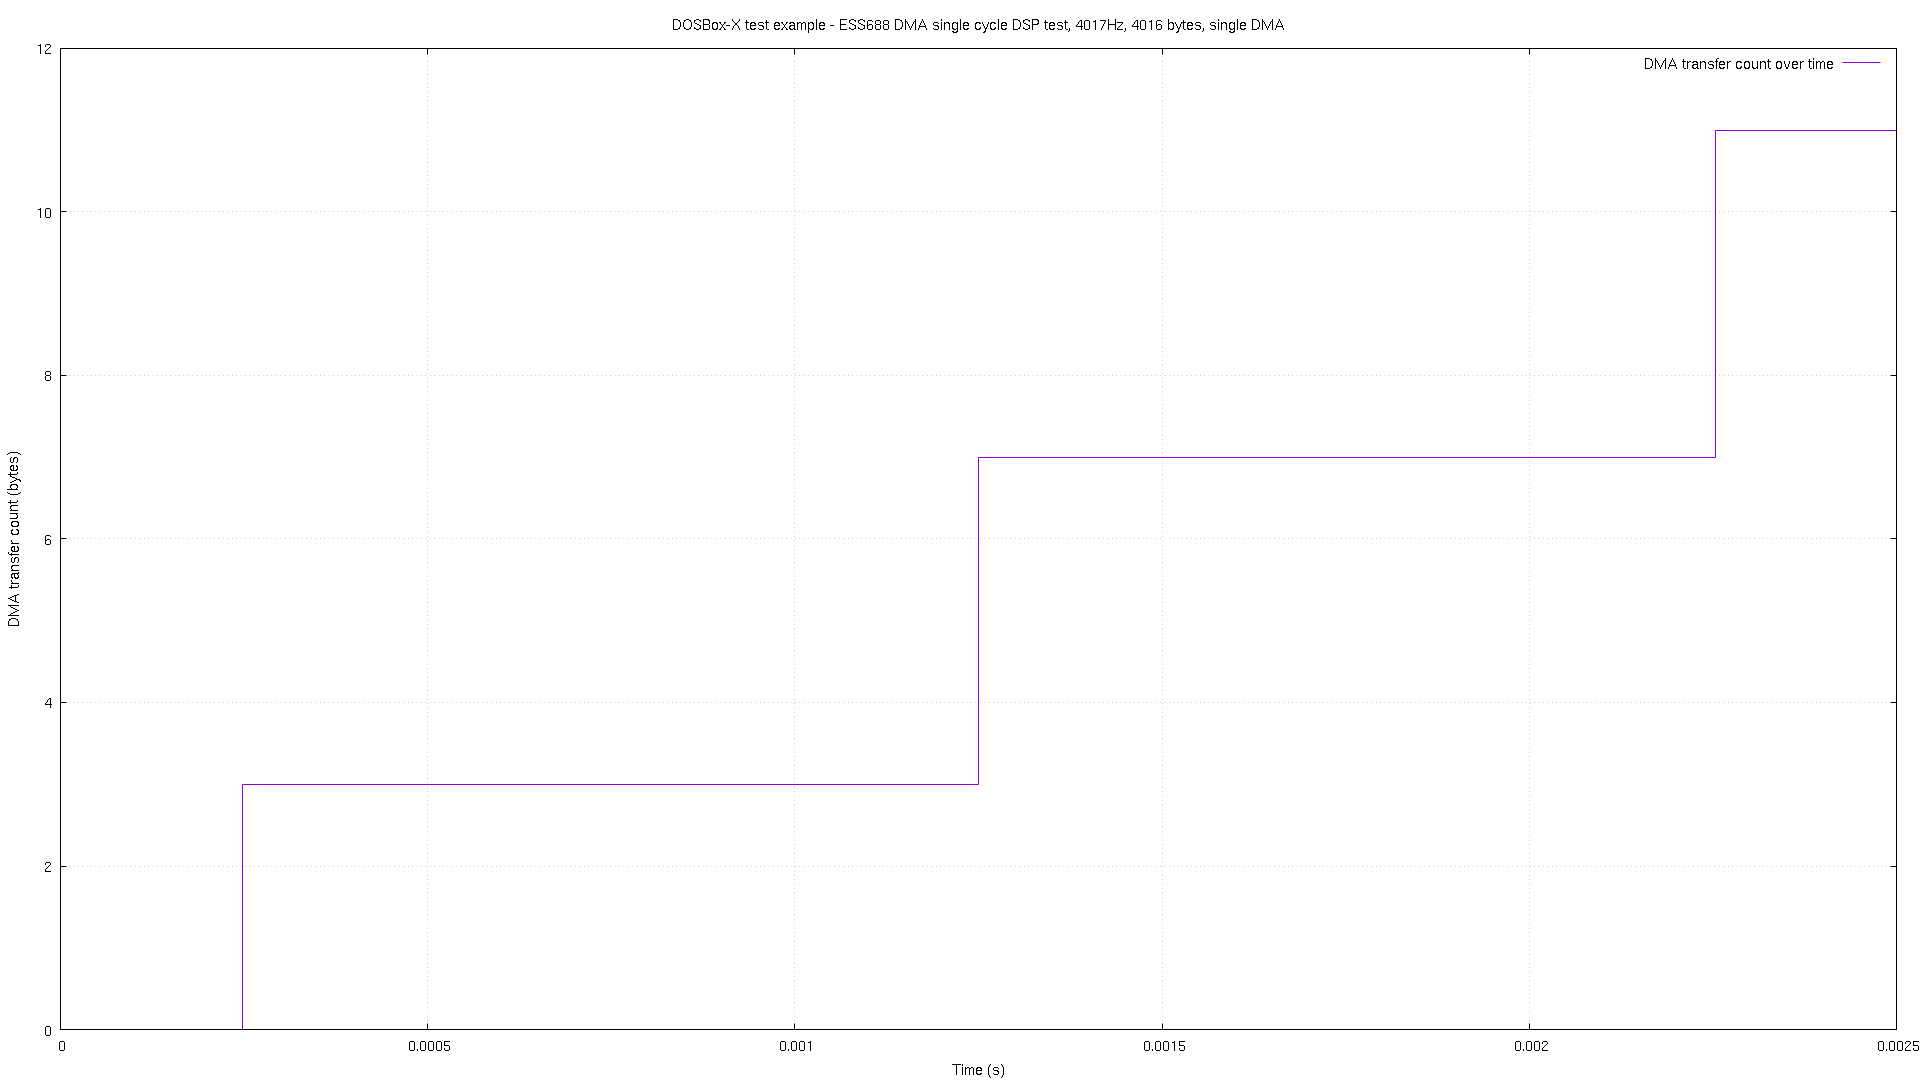 DOSBox-X test example - ESS688 DMA single cycle DSP test, 4017Hz, 4016 bytes, single DMA
DMA transfer count over time
12
10
8
6
4
2
0
DMA transfer count (bytes)
0 0.0005 0.001 0.0015 0.002 0.0025
Time (s)